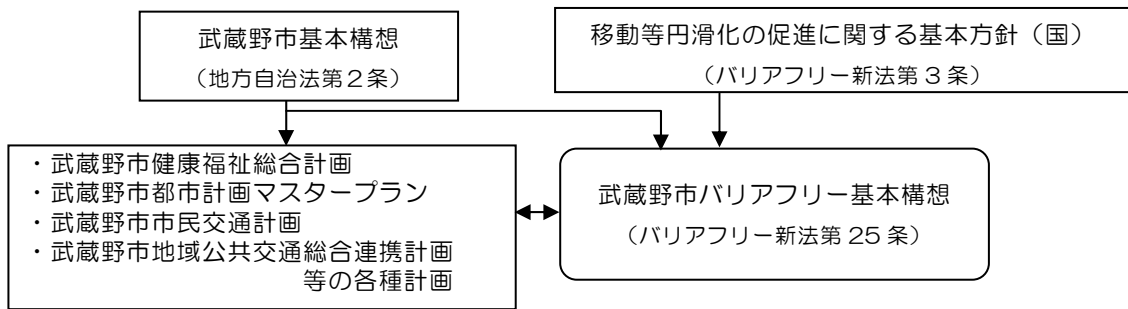 武蔵野市基本構想
（地方自治法第２条）
移動等円滑化の促進に関する基本方針（国）
（バリアフリー新法第３条）
・武蔵野市健康福祉総合計画
・武蔵野市都市計画マスタープラン
・武蔵野市市民交通計画
・武蔵野市地域公共交通総合連携計画
等の各種計画
武蔵野市バリアフリー基本構想
（バリアフリー新法第 25 条）